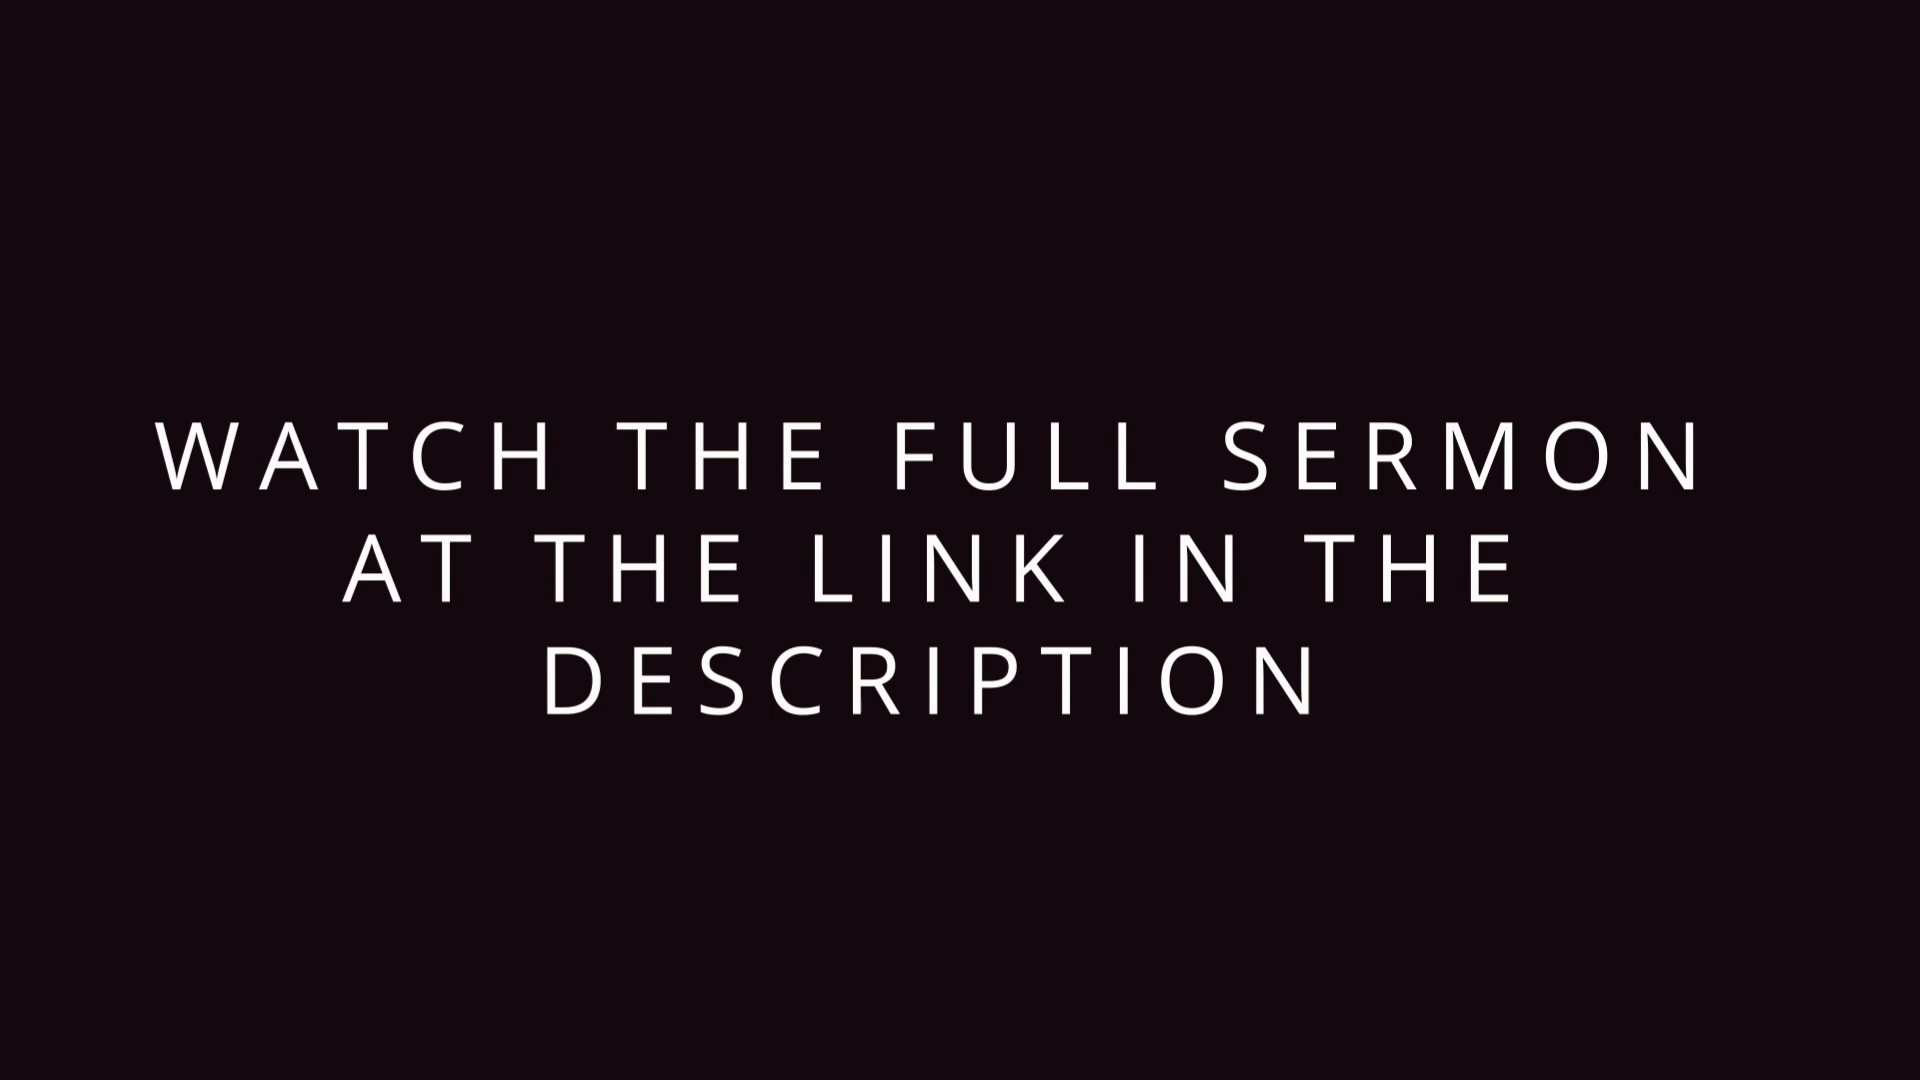 WATCH THE FULL SERMON
AT THE LINK IN THE
DESCRIPTION